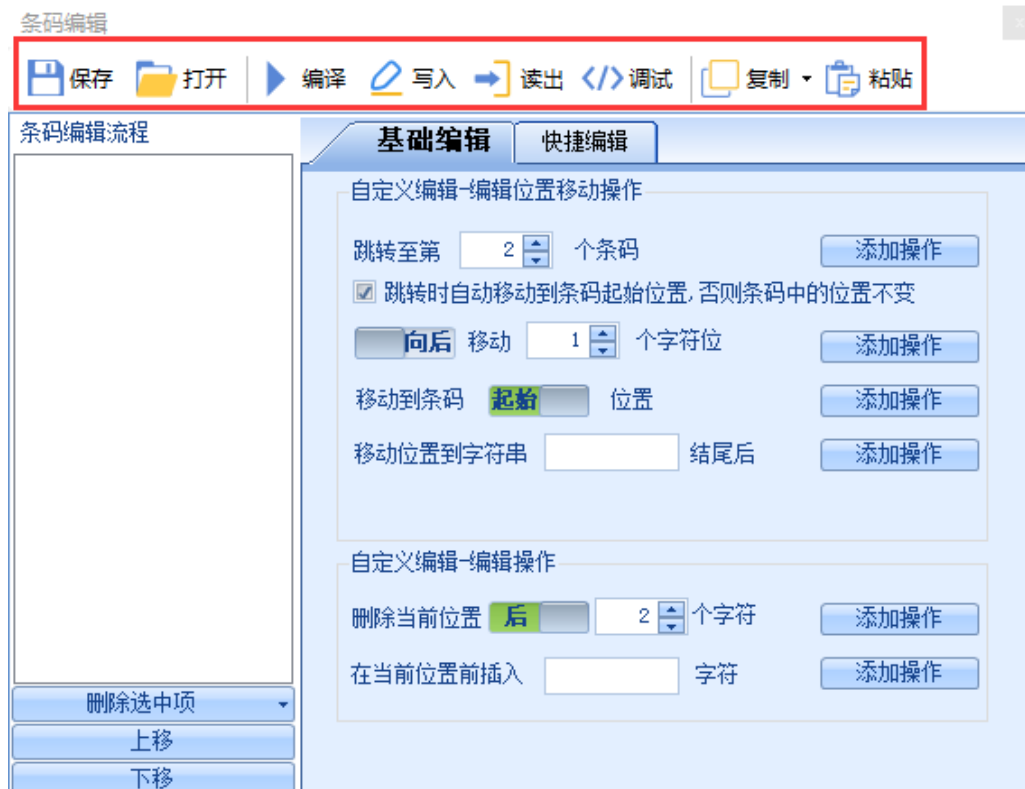 条码编辑
保存 打开 编译 写入 读出 调试 复制 粘贴
条码编辑流程
基础编辑 快捷编辑
自定义编辑-编辑位置移动操作
跳转至第 2 个条码 添加操作
跳转时自动移动到条码起始位置,否则条码中的位置不变
向后 移动 1 个字符位 添加操作
移动到条码 起始 位置 添加操作
移动位置到字符串 结尾后 添加操作
自定义编辑-编辑操作
删除当前位置 后 2 个字符 添加操作
在当前位置前插入 字符 添加操作
删除选中项
上移
下移